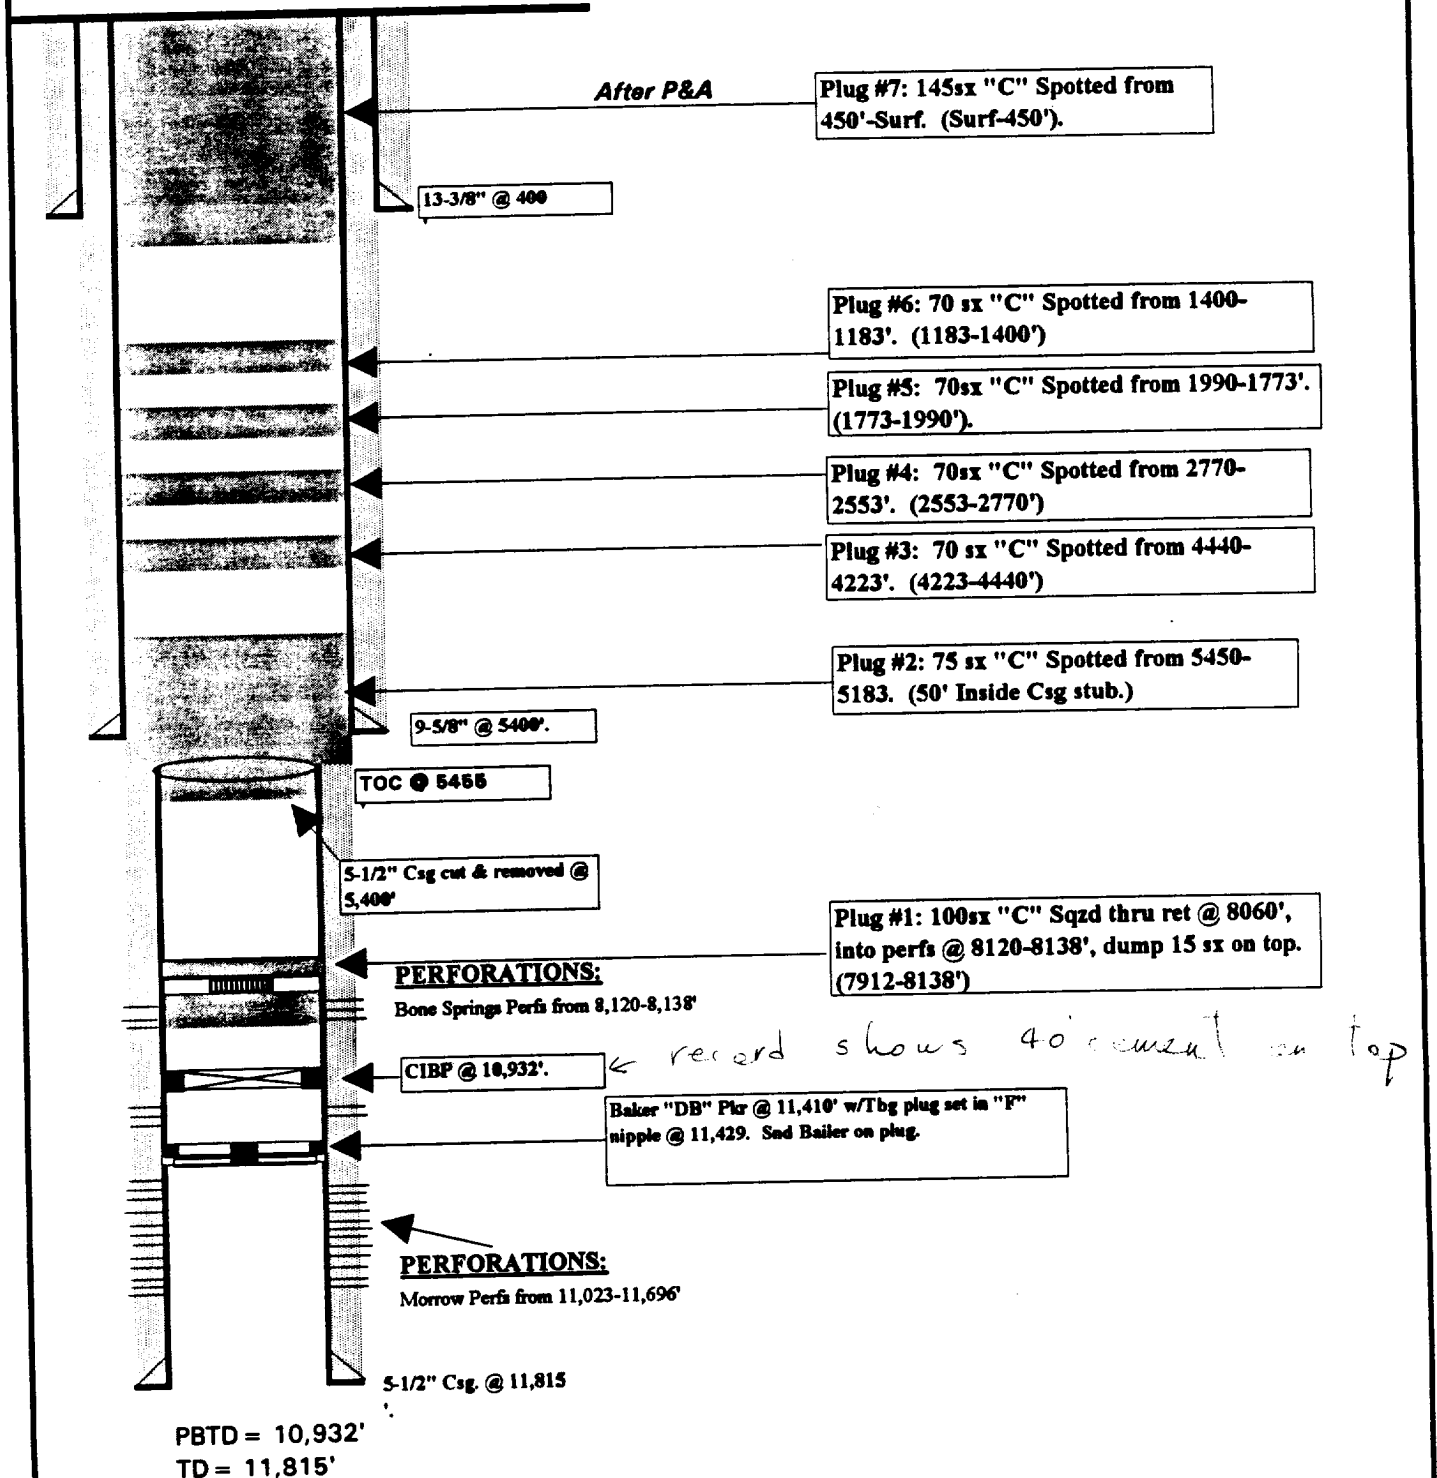 After P&A
Plug #7: 145sx "C" Spotted from
450'-Surf. (Surf-450').
13-3/8" @ 400
Plug #6: 70 sx "C" Spotted from 1400-
1183'. (1183-1400')
Plug #5: 70sx "C" Spotted from 1990-1773'.
(1773-1990').
Plug #4: 70sx "C" Spotted from 2770-
2553'. (2553-2770')
Plug #3: 70 sx "C" Spotted from 4440-
4223'. (4223-4440')
Plug #2: 75 sx "C" Spotted from 5450-
5183. (50' Inside Csg stub.)
9-5/8" @ 5400'.
TOC @ 5455
5-1/2" Csg cut & removed @
5,400'
Plug #1: 100sx "C" Sqzd thru ret @ 8060',
into perfs @ 8120-8138', dump 15 sx on top.
(7912-8138')
PERFORATIONS:
Bone Springs Perfs from 8,120-8,138'
CIBP @ 10,932'.
record shows 40' cement on top
Baker "DB" Pkr @ 11,410' w/Tbg plug set in "F"
nipple @ 11,429. Snd Bailer on plug.
PERFORATIONS:
Morrow Perfs from 11,023-11,696'
5-1/2" Csg. @ 11,815
'.
PBTD = 10,932'
TD = 11,815'